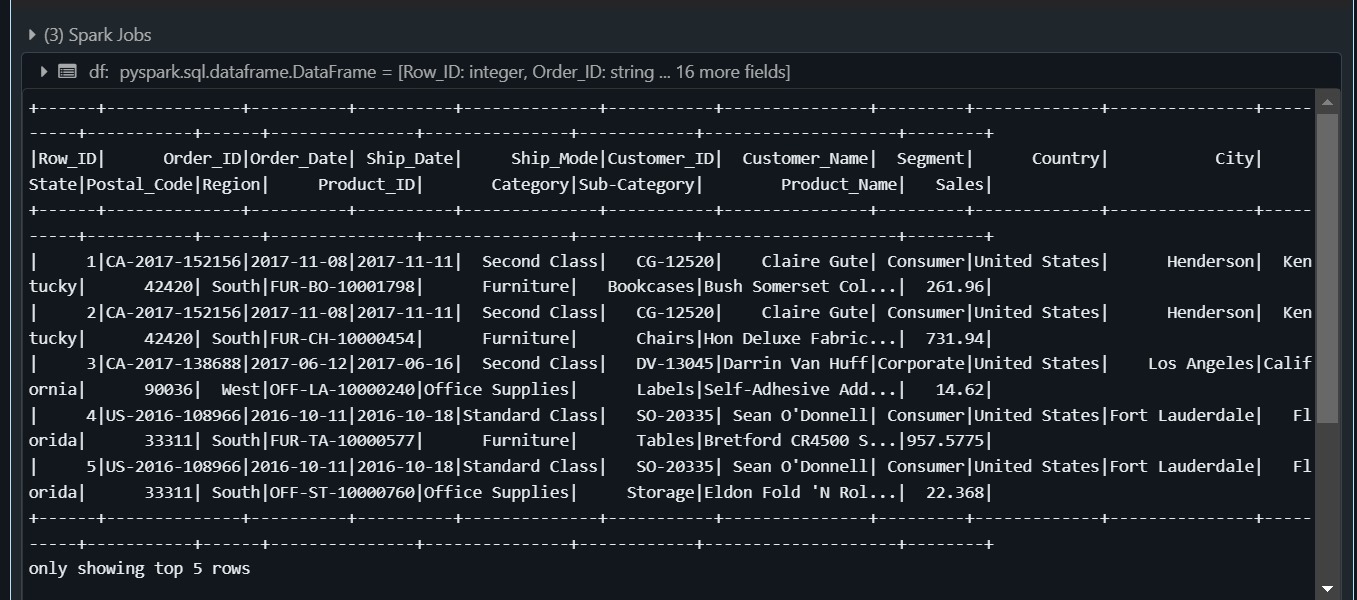 (3) Spark Jobs
df: pyspark.sql.dataframe.DataFrame = [Row_ID: integer, Order_ID: string ... 16 more fields]
+------+--------------+----------+----------+--------------+-----------+---------------+---------+-------------+---------------+-----
-----+-----------+------+---------------+---------------+------------+--------------------+--------+
|Row_ID|      Order_ID|Order_Date| Ship_Date|     Ship_Mode|Customer_ID|  Customer_Name|  Segment|      Country|           City|
State|Postal_Code|Region|     Product_ID|       Category|Sub-Category|        Product_Name|   Sales|
+------+--------------+----------+----------+--------------+-----------+---------------+---------+-------------+---------------+-----
-----+-----------+------+---------------+---------------+------------+--------------------+--------+
|     1|CA-2017-152156|2017-11-08|2017-11-11|  Second Class|   CG-12520|    Claire Gute| Consumer|United States|      Henderson|  Ken
tucky|      42420| South|FUR-BO-10001798|      Furniture|   Bookcases|Bush Somerset Col...|  261.96|
|     2|CA-2017-152156|2017-11-08|2017-11-11|  Second Class|   CG-12520|    Claire Gute| Consumer|United States|      Henderson|  Ken
tucky|      42420| South|FUR-CH-10000454|      Furniture|      Chairs|Hon Deluxe Fabric...|  731.94|
|     3|CA-2017-138688|2017-06-12|2017-06-16|  Second Class|   DV-13045|Darrin Van Huff|Corporate|United States|    Los Angeles|Calif
ornia|      90036|  West|OFF-LA-10000240|Office Supplies|      Labels|Self-Adhesive Add...|   14.62|
|     4|US-2016-108966|2016-10-11|2016-10-18|Standard Class|   SO-20335| Sean O'Donnell| Consumer|United States|Fort Lauderdale|   Fl
orida|      33311| South|FUR-TA-10000577|      Furniture|      Tables|Bretford CR4500 S...|957.5775|
|     5|US-2016-108966|2016-10-11|2016-10-18|Standard Class|   SO-20335| Sean O'Donnell| Consumer|United States|Fort Lauderdale|   Fl
orida|      33311| South|OFF-ST-10000760|Office Supplies|     Storage|Eldon Fold 'N Rol...|  22.368|
+------+--------------+----------+----------+--------------+-----------+---------------+---------+-------------+---------------+-----
-----+-----------+------+---------------+---------------+------------+--------------------+--------+
only showing top 5 rows